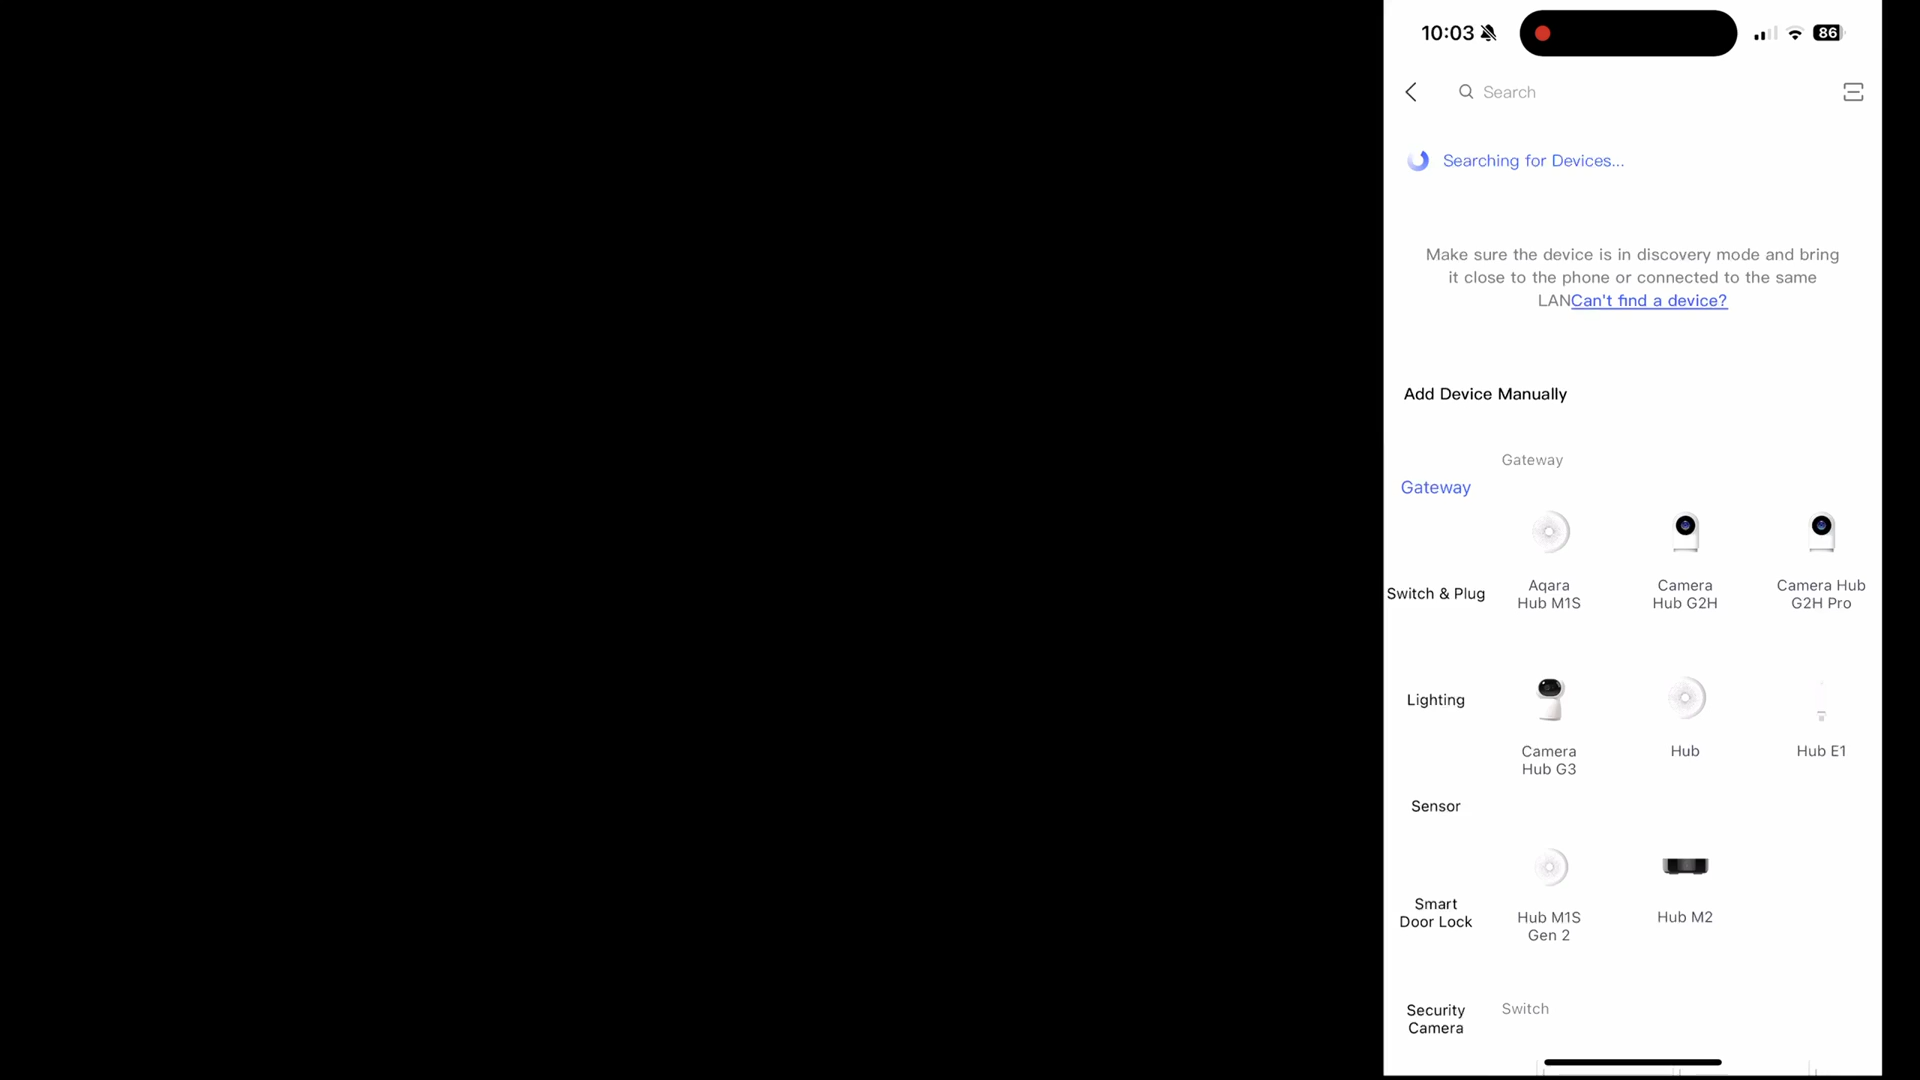 10:03
86
Search
Searching for Devices...
Make sure the device is in discovery mode and bring
it close to the phone or connected to the same
LANCan't find a device?
Add Device Manually
Gateway
Gateway
Switch & Plug
Lighting
Sensor
Smart
Door Lock
Security
Camera
Aqara
Hub M1S
Camera
Hub G2H
Camera Hub
G2H Pro
Camera
Hub G3
Hub
Hub E1
Hub M1S
Gen 2
Hub M2
Switch